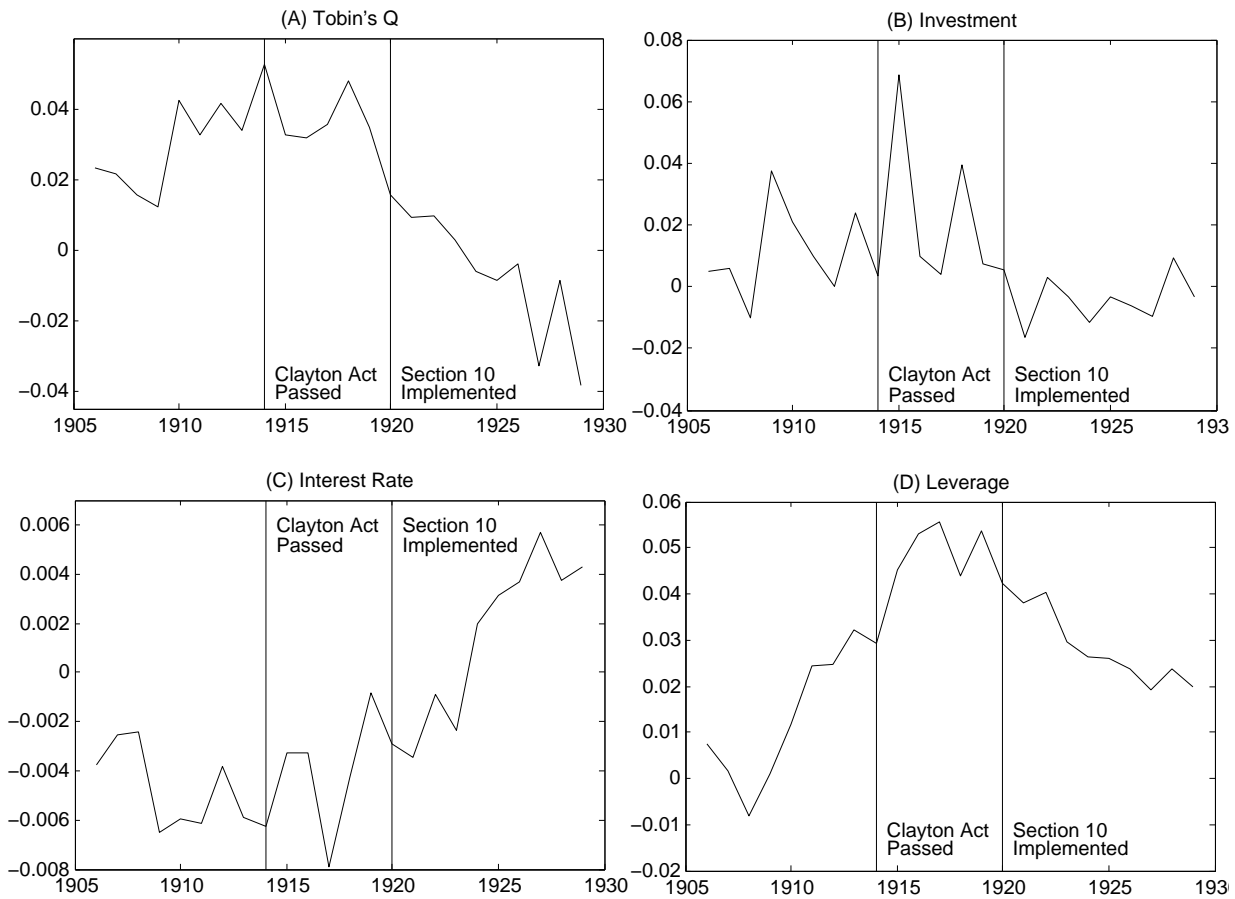 (A) Tobin's Q
0.04
0.02
0
−0.02
−0.04
Clayton Act
Passed
Section 10
Implemented
1905 1910 1915 1920 1925 1930
(B) Investment
0.08
0.06
0.04
0.02
0
−0.02
−0.04
Clayton Act
Passed
Section 10
Implemented
1905 1910 1915 1920 1925 193
(C) Interest Rate
0.006
0.004
0.002
0
−0.002
−0.004
−0.006
−0.008
Clayton Act
Passed
Section 10
Implemented
1905 1910 1915 1920 1925 1930
(D) Leverage
0.06
0.05
0.04
0.03
0.02
0.01
0
−0.01
−0.02
Clayton Act
Passed
Section 10
Implemented
1905 1910 1915 1920 1925 1930